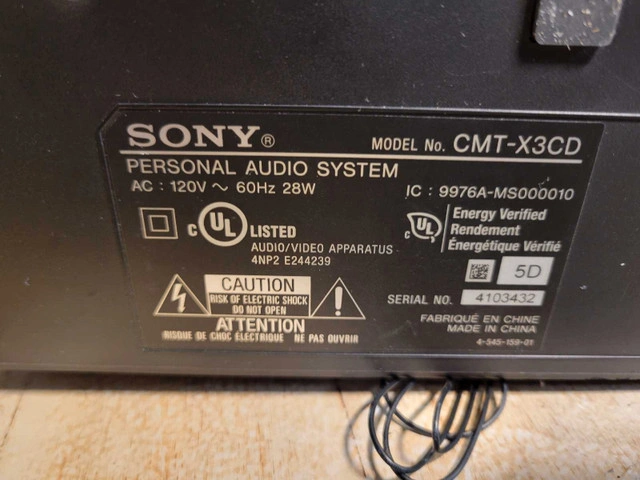 SONY®
MODEL No. CMT-X3CD
PERSONAL AUDIO SYSTEM
AC : 120V ~ 60Hz 28W
IC : 9976A-MS000010
c UL® LISTED
AUDIO/VIDEO APPARATUS
4NP2 E244239
c UL®
Energy Verified
Rendement
Énergétique Vérifié
5D
CAUTION
RISK OF ELECTRIC SHOCK
DO NOT OPEN
ATTENTION
RISQUE DE CHOC ÉLECTRIQUE NE PAS OUVRIR
SERIAL NO. 4103432
FABRIQUÉ EN CHINE
MADE IN CHINA
4-545-159-01